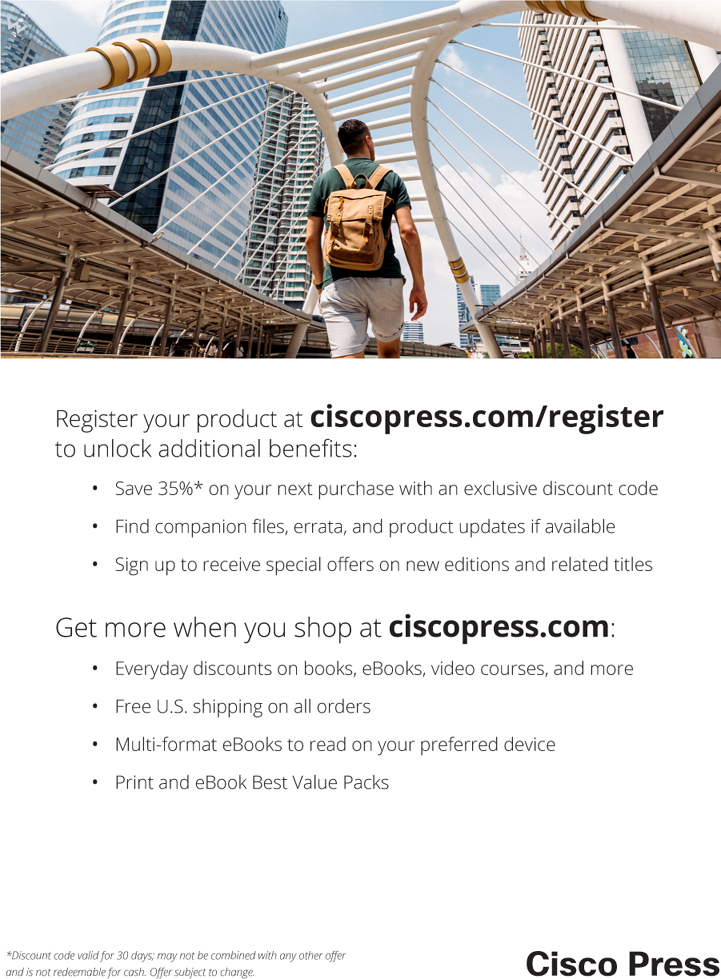 Register your product at ciscopress.com/register
to unlock additional benefits:
• Save 35%* on your next purchase with an exclusive discount code
• Find companion files, errata, and product updates if available
• Sign up to receive special offers on new editions and related titles
Get more when you shop at ciscopress.com:
• Everyday discounts on books, eBooks, video courses, and more
• Free U.S. shipping on all orders
• Multi-format eBooks to read on your preferred device
• Print and eBook Best Value Packs
*Discount code valid for 30 days; may not be combined with any other offer
and is not redeemable for cash. Offer subject to change.
Cisco Press